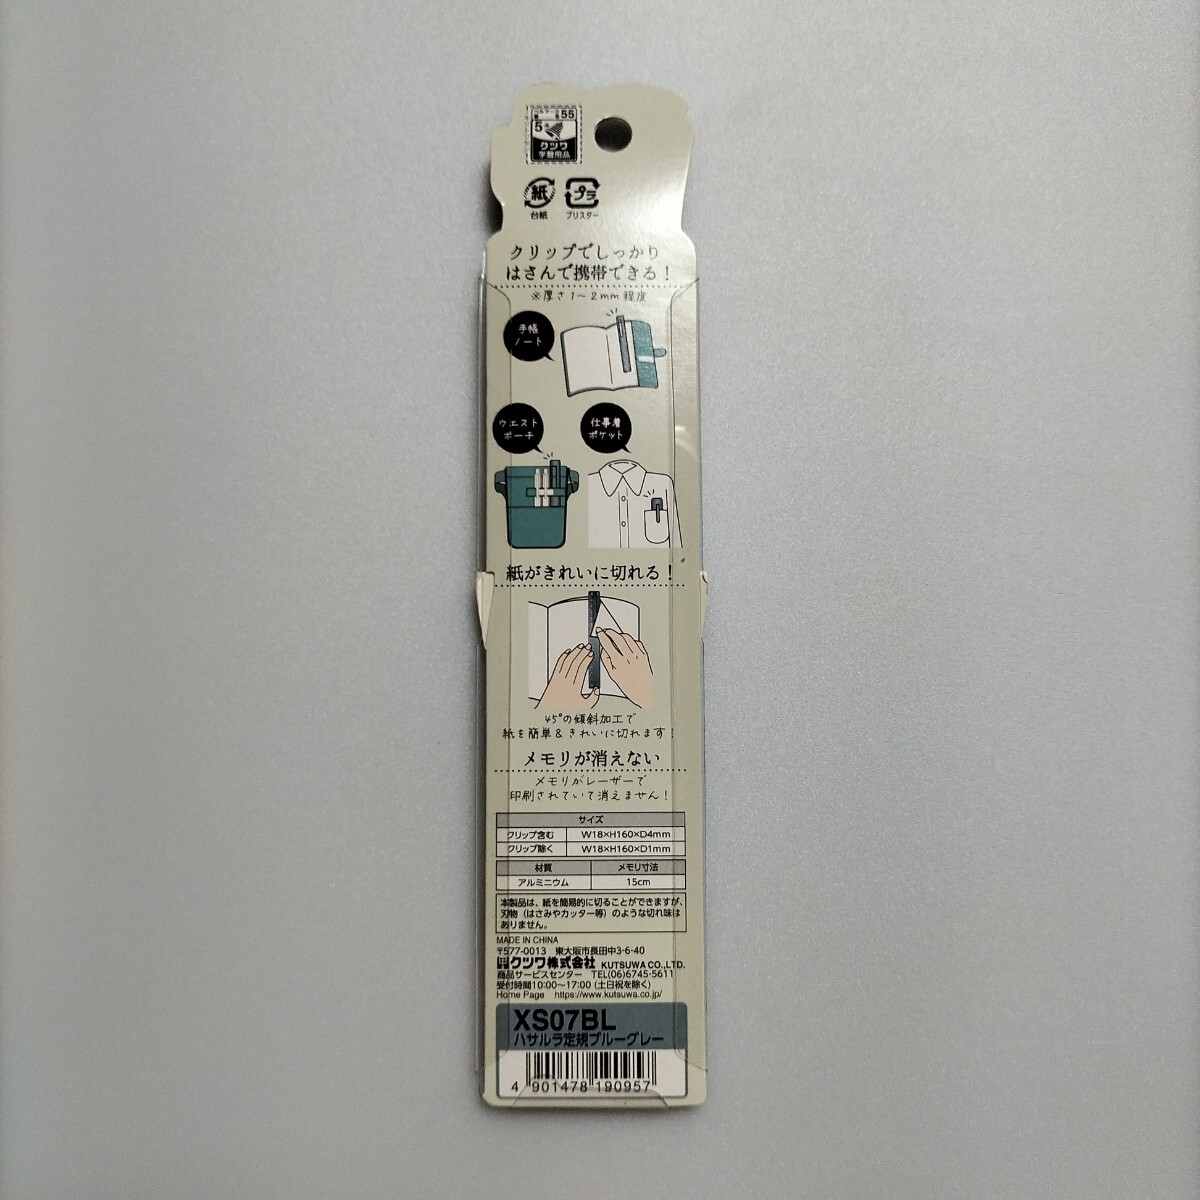 55
5点
クツワ
学習用品
紙
プラ
台紙
ブリスター
クリップでしっかり
はさんで携帯できる！
※厚さ1～2mm程度
手帳
ノート
ウエスト
ポーチ
仕事着
ポケット
紙がきれいに切れる！
45°の傾斜加工で
紙を簡単&きれいに切れます！
メモリが消えない
メモリがレーザーで
印刷されていて消えません！
サイズ
クリップ含む W18×H160×D4mm
クリップ除く W18×H160×D1mm
材質 メモリ寸法
アルミニウム 15cm
本製品は、紙を簡易的に切ることができますが、
刃物（はさみやカッター等）のような切れ味は
ありません。
MADE IN CHINA
〒577-0013 東大阪市長田中3-6-40
クツワ株式会社 KUTSUWA CO.,LTD.
商品サービスセンター TEL(06)6745-5611
受付時間10:00～17:00 (土日祝を除く)
Home Page https://www.kutsuwa.co.jp/
XS07BL
ハサルラ定規ブルーグレー
4 901478 190957